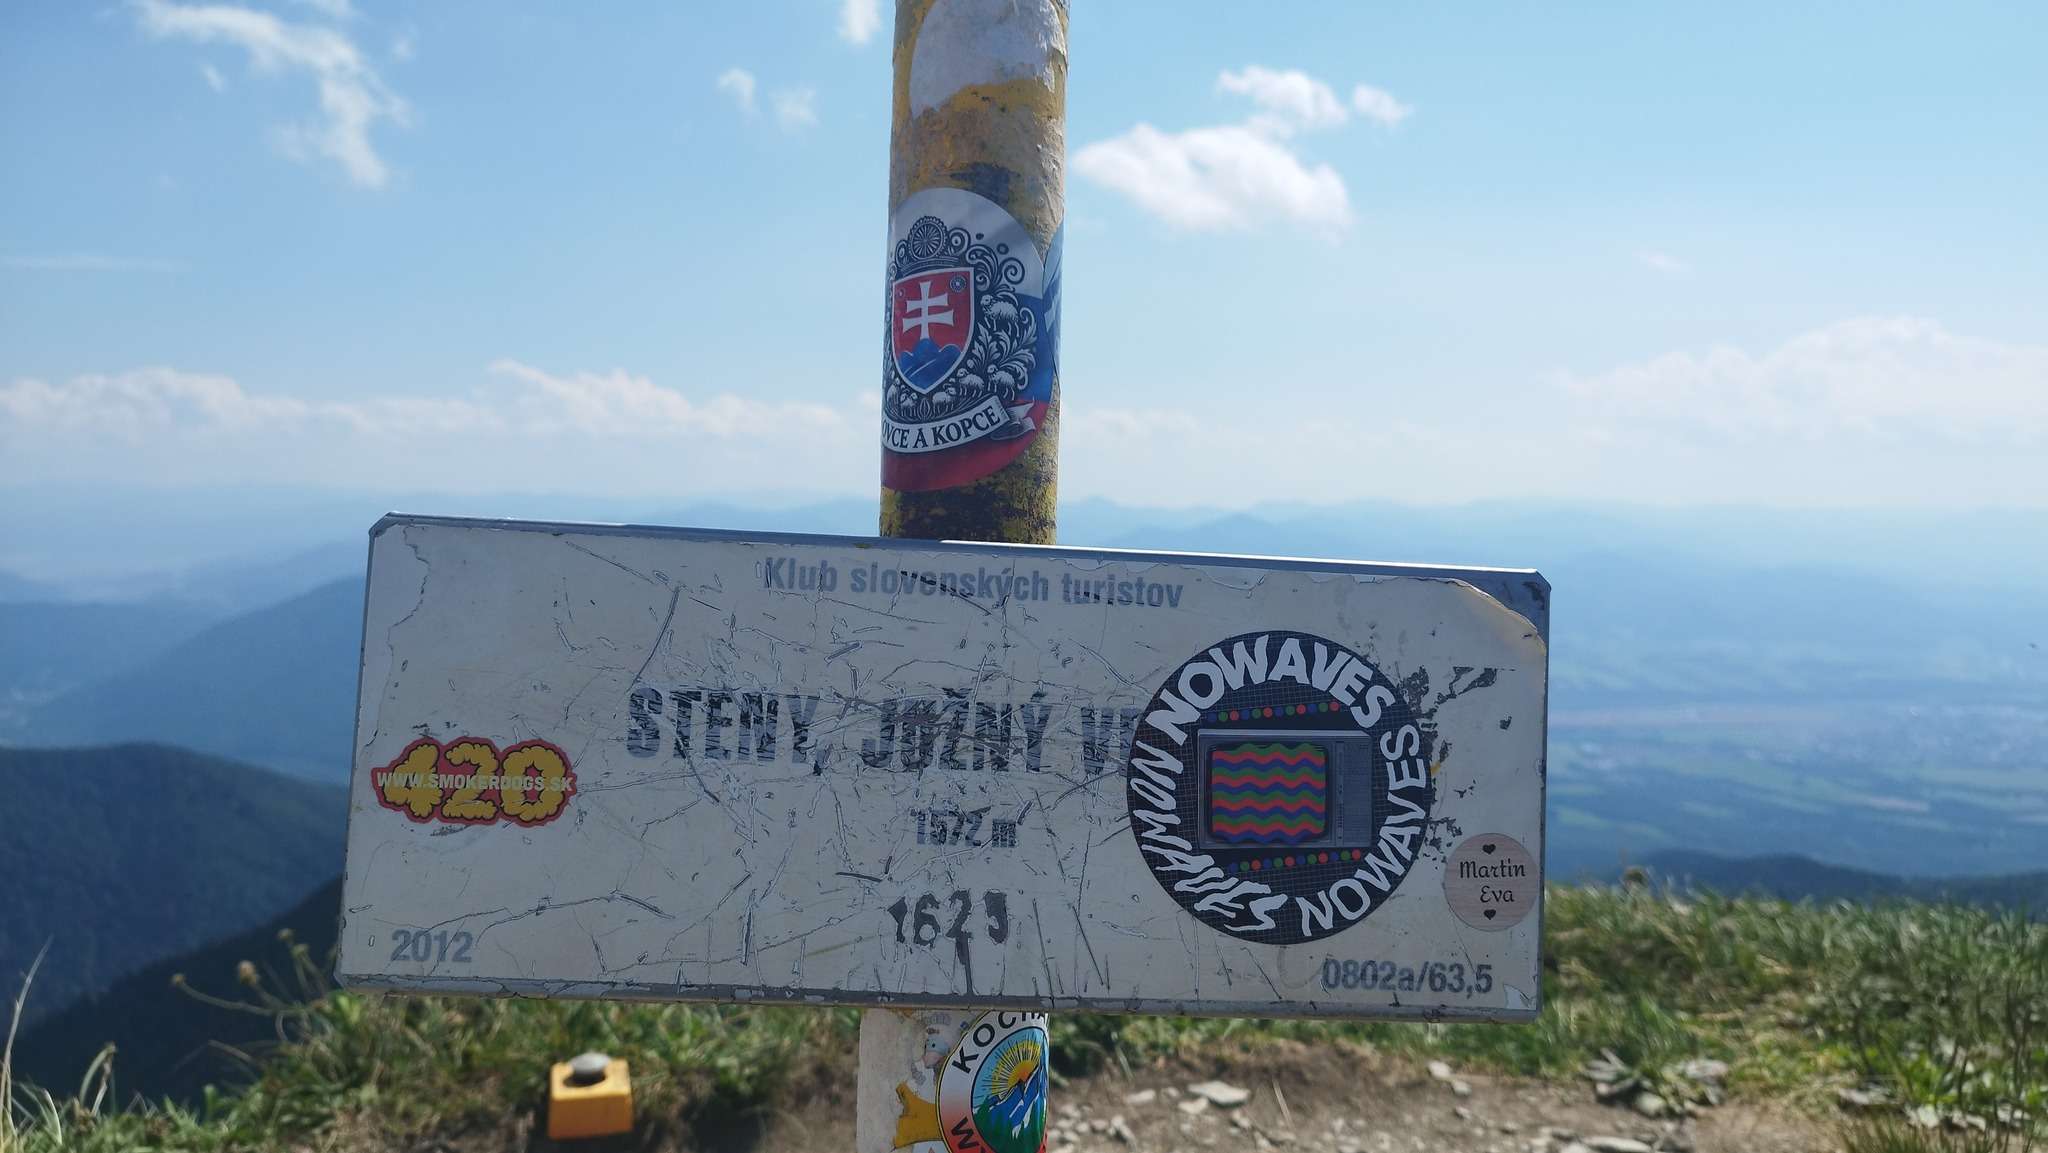 OVCE A KOPCE
Klub slovenských turistov
STENY, JUŽNÝ
1572 m
1625
2012
0802a/63,5
420
WWW.SMOKERDOGS.SK
NOWAVES
NOWAVES
NOWAVES
NOWAVES
Martin
Eva